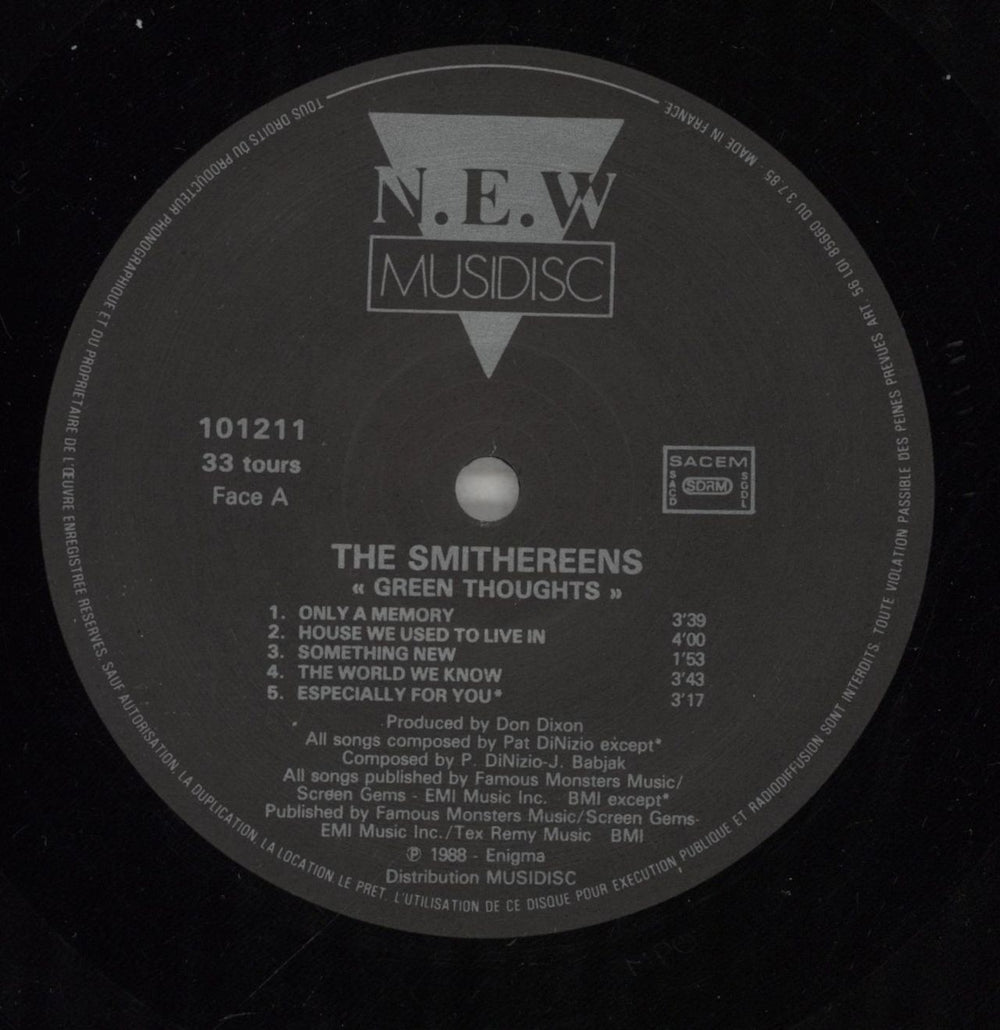 N.E.W
MUSIDISC
101211
33 tours
Face A
SACEM
SACD
SDRM
SGDL
THE SMITHEREENS
« GREEN THOUGHTS »
1. ONLY A MEMORY 3'39
2. HOUSE WE USED TO LIVE IN 4'00
3. SOMETHING NEW 1'53
4. THE WORLD WE KNOW 3'43
5. ESPECIALLY FOR YOU* 3'17
Produced by Don Dixon
All songs composed by Pat DiNizio except*
Composed by P. DiNizio-J. Babjak
All songs published by Famous Monsters Music/
Screen Gems - EMI Music Inc. BMI except*
Published by Famous Monsters Music/Screen Gems-
EMI Music Inc./Tex Remy Music BMI
℗ 1988 - Enigma
Distribution MUSIDISC
TOUS DROITS DU PRODUCTEUR PHONOGRAPHIQUE ET DU PROPRIETAIRE DE L'ŒUVRE ENREGISTREE RESERVES. SAUF AUTORISATION, LA DUPLICATION, LA LOCATION, LE PRET, L'UTILISATION DE CE DISQUE POUR EXECUTION PUBLIQUE ET RADIODIFFUSION SONT INTERDITS. TOUTE VIOLATION PASSIBLE DES PEINES PREVUES ART. 56 LOI 85660 DU 3.7.85 MADE IN FRANCE